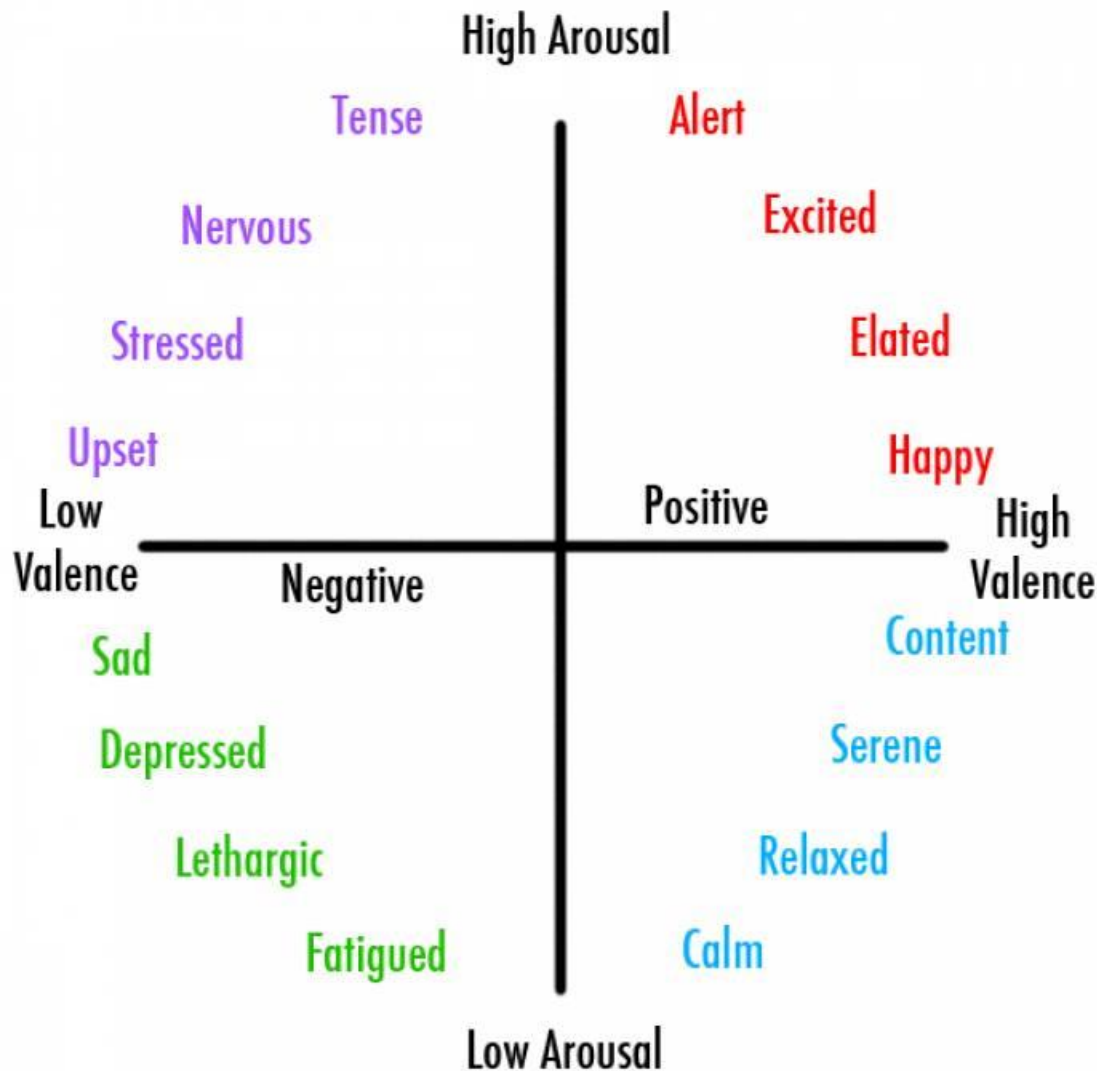 High Arousal
Tense
Alert
Nervous
Excited
Stressed
Elated
Upset
Happy
Low
Valence
Positive
High
Valence
Negative
Sad
Content
Depressed
Serene
Lethargic
Relaxed
Fatigued
Calm
Low Arousal